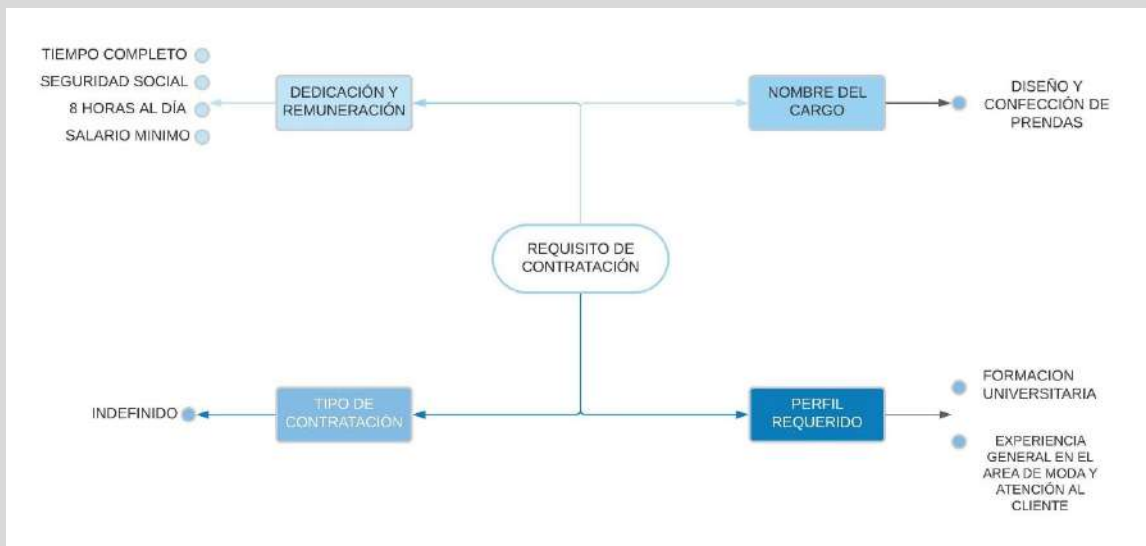 TIEMPO COMPLETO
SEGURIDAD SOCIAL
8 HORAS AL DÍA
SALARIO MINIMO
DEDICACIÓN Y
REMUNERACIÓN
NOMBRE DEL
CARGO
DISEÑO Y
CONFECCIÓN DE
PRENDAS
REQUISITO DE
CONTRATACIÓN
INDEFINIDO
TIPO DE
CONTRATACIÓN
PERFIL
REQUERIDO
FORMACION
UNIVERSITARIA
EXPERIENCIA
GENERAL EN EL
AREA DE MODA Y
ATENCIÓN AL
CLIENTE